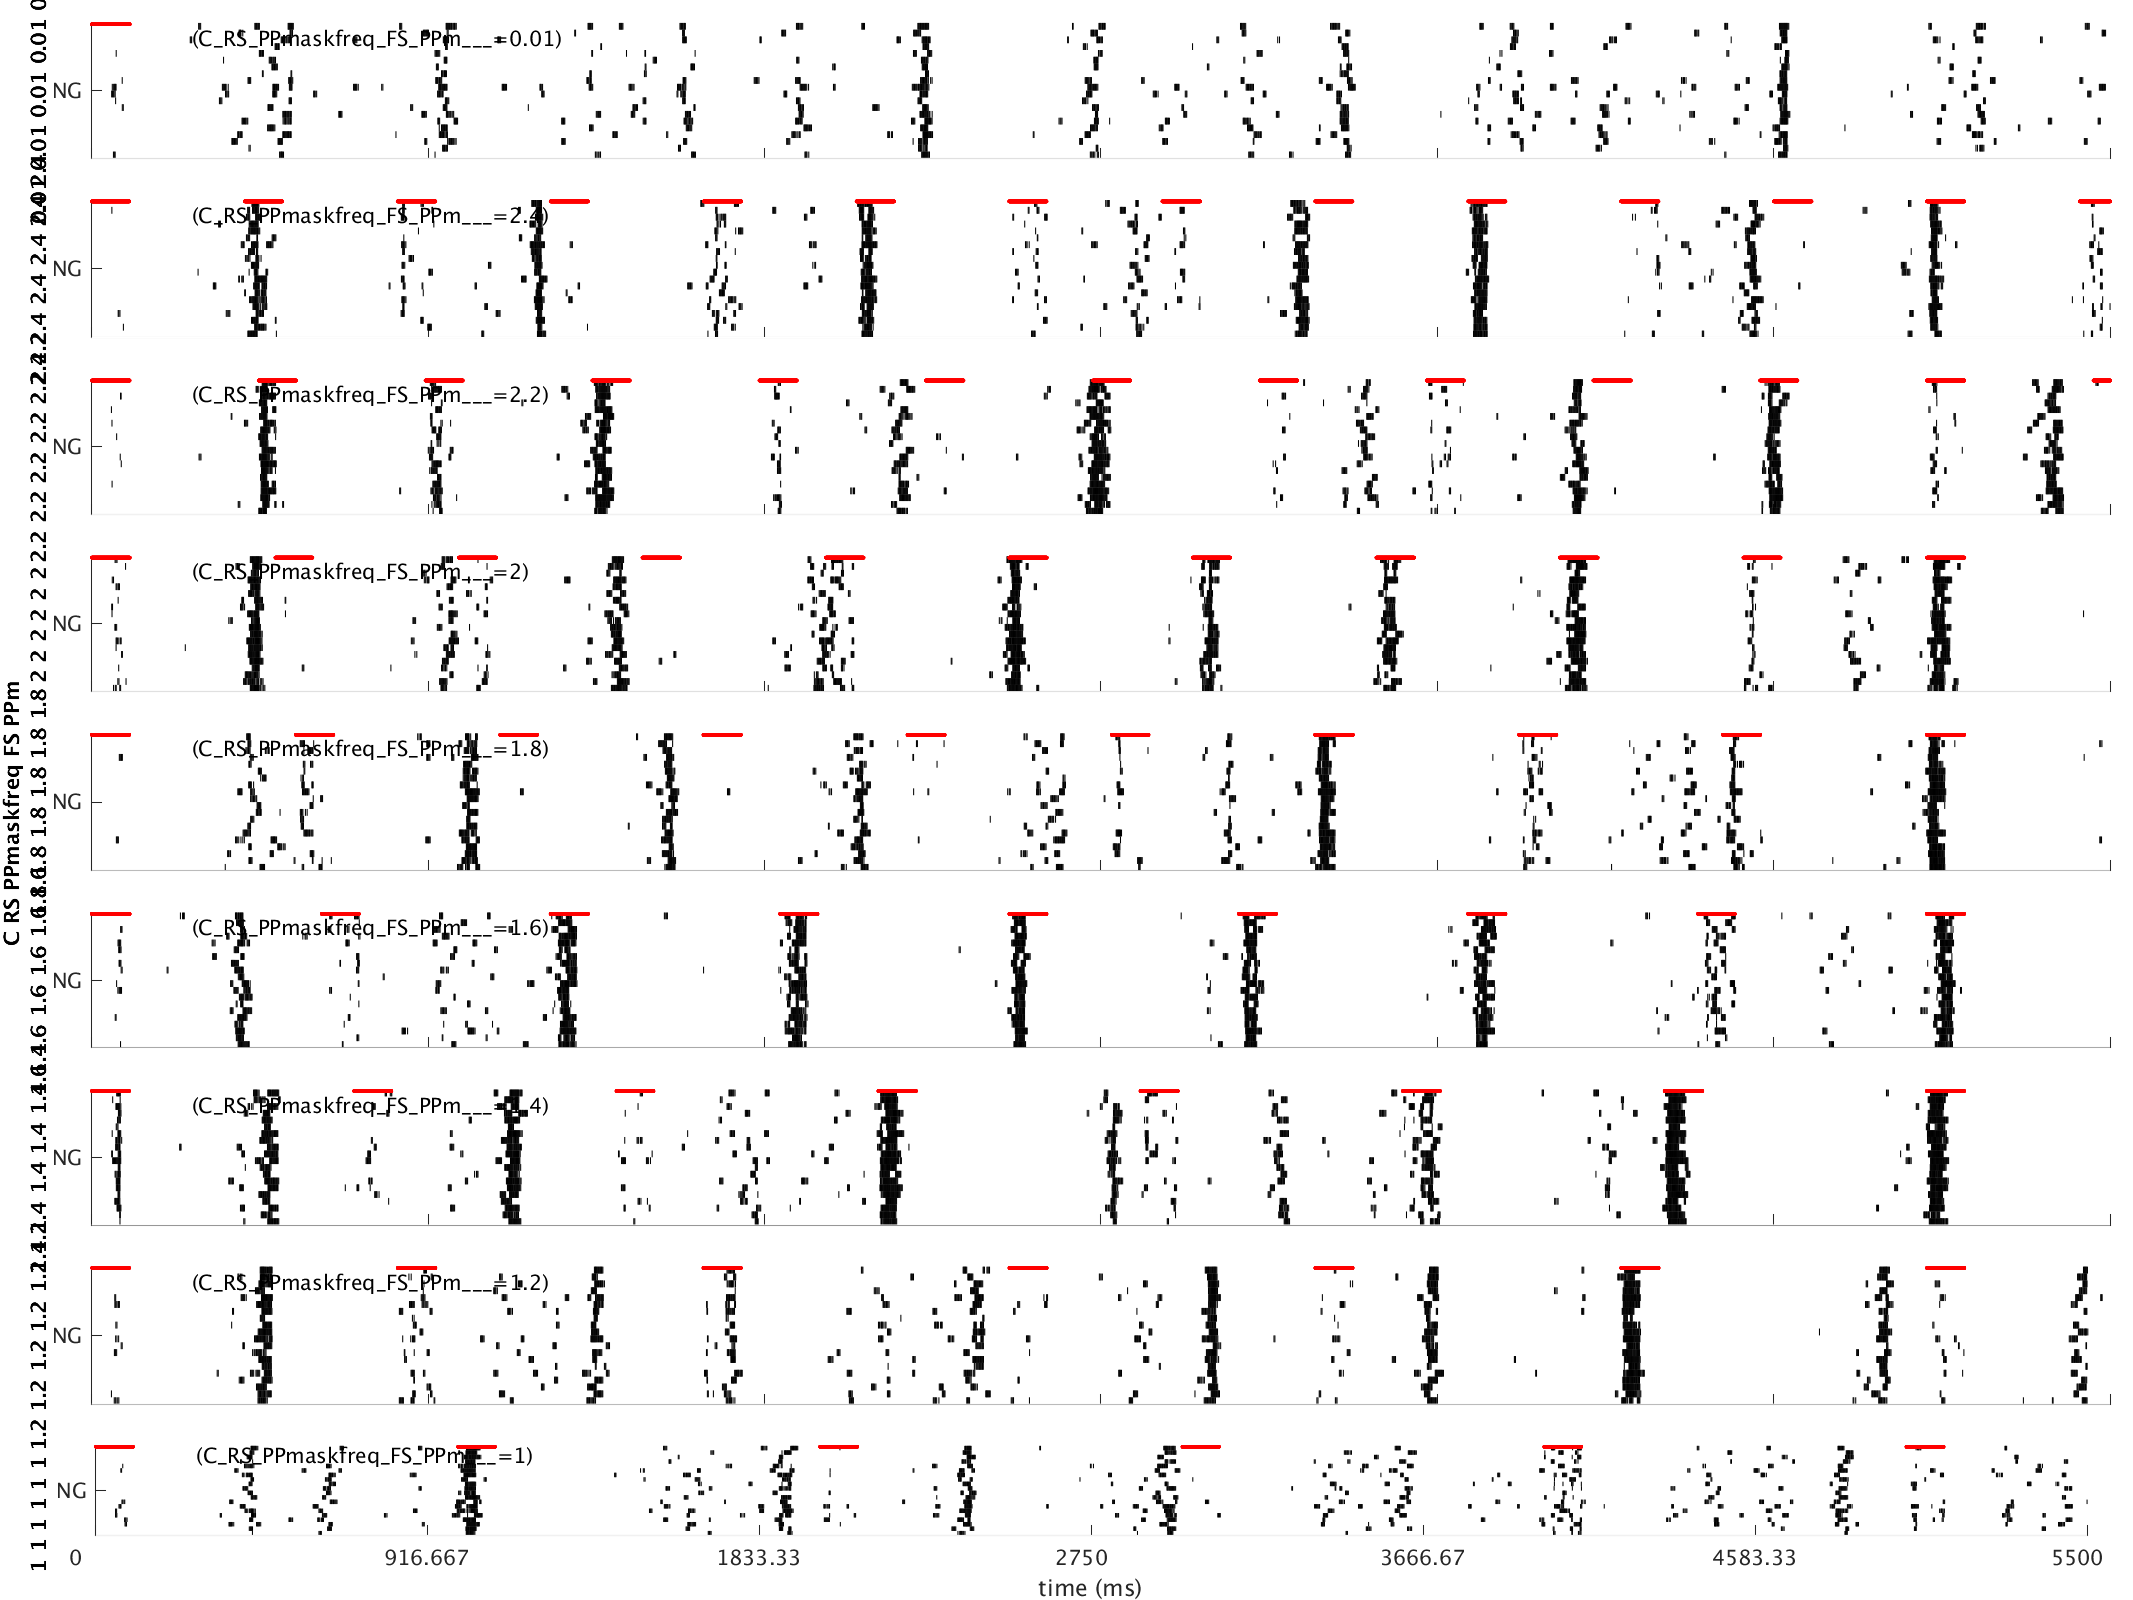 (C_RS_PPmaskfreq_FS_PPm___=0.01)
NG
(C_RS_PPmaskfreq_FS_PPm___=2.4)
NG
(C_RS_PPmaskfreq_FS_PPm___=2.2)
NG
(C_RS_PPmaskfreq_FS_PPm___=2)
NG
(C_RS_PPmaskfreq_FS_PPm___=1.8)
NG
(C_RS_PPmaskfreq_FS_PPm___=1.6)
NG
(C_RS_PPmaskfreq_FS_PPm___=1.4)
NG
(C_RS_PPmaskfreq_FS_PPm___=1.2)
NG
(C_RS_PPmaskfreq_FS_PPm___=1)
NG
C RS PPmaskfreq FS PPm
0 916.667 1833.33 2750 3666.67 4583.33 5500
time (ms)